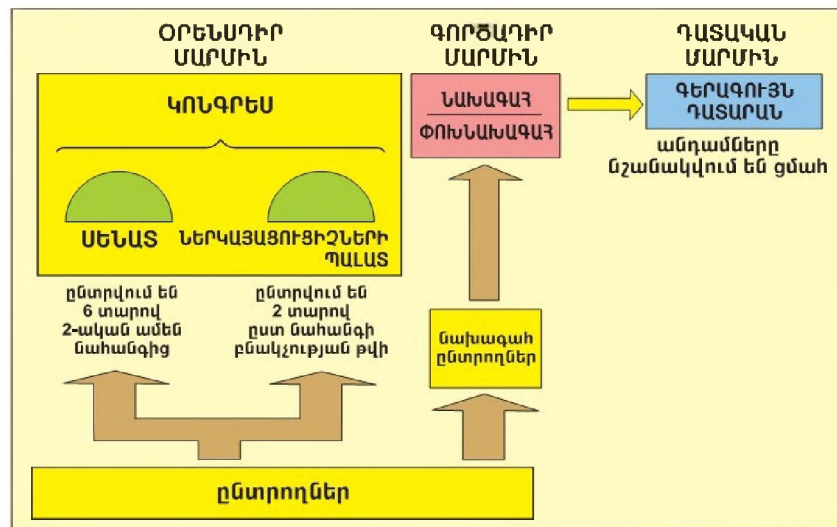 ՕՐԵՆՍԴԻՐ
ՄԱՐՄԻՆ
ԳՈՐԾԱԴԻՐ
ՄԱՐՄԻՆ
ԴԱՏԱԿԱՆ
ՄԱՐՄԻՆ
ԿՈՆԳՐԵՍ
ՍԵՆԱՏ
ՆԵՐԿԱՅԱՑՈՒՑԻՉՆԵՐԻ
ՊԱԼԱՏ
ՆԱԽԱԳԱՀ
ՓՈԽՆԱԽԱԳԱՀ
ԳԵՐԱԳՈՒՅՆ
ԴԱՏԱՐԱՆ
անդամները
նշանակվում են ցմահ
ընտրվում են
6 տարով
2-ական ամեն
նահանգից
ընտրվում են
2 տարով
ըստ նահանգի
բնակչության թվի
նախագահ
ընտրողներ
ընտրողներ